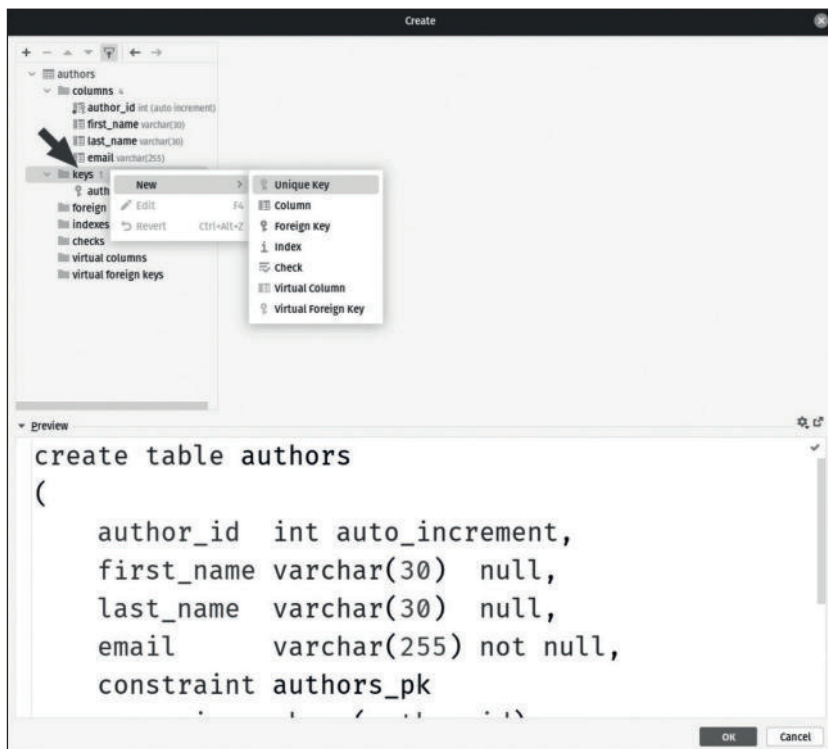 Create
authors
columns 4
author_id int (auto increment)
first_name varchar(30)
last_name varchar(30)
email varchar(255)
keys 1
auth
foreign
indexes
checks
virtual columns
virtual foreign keys
New
Edit F4
Revert Ctrl+Alt+Z
Unique Key
Column
Foreign Key
Index
Check
Virtual Column
Virtual Foreign Key
Preview
create table authors
(
author_id int auto_increment,
first_name varchar(30) null,
last_name varchar(30) null,
email varchar(255) not null,
constraint authors_pk
OK Cancel